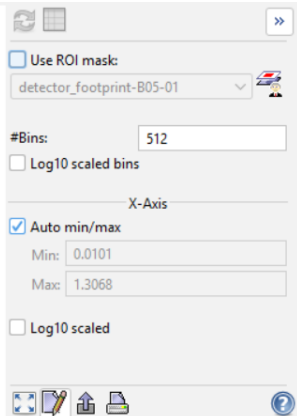 »
Use ROI mask:
detector_footprint-B05-01
#Bins: 512
Log10 scaled bins
X-Axis
Auto min/max
Min: 0.0101
Max: 1.3068
Log10 scaled
?